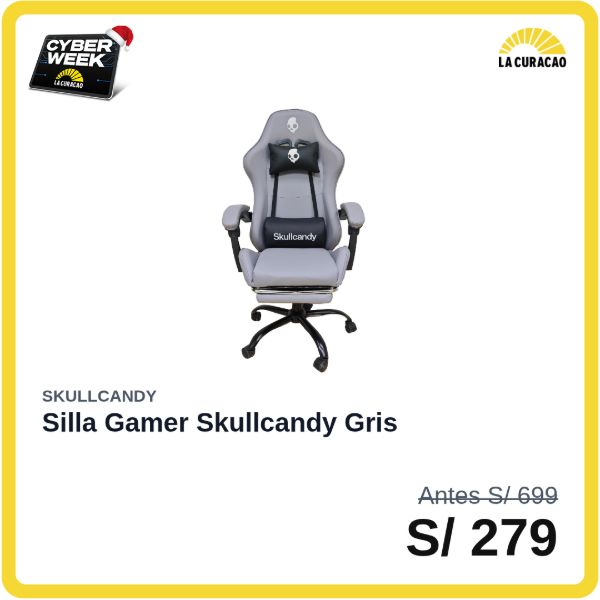 CYBER
WEEK
LA CURACAO
LA CURACAO
Skullcandy
SKULLCANDY
Silla Gamer Skullcandy Gris
Antes S/ 699
S/ 279